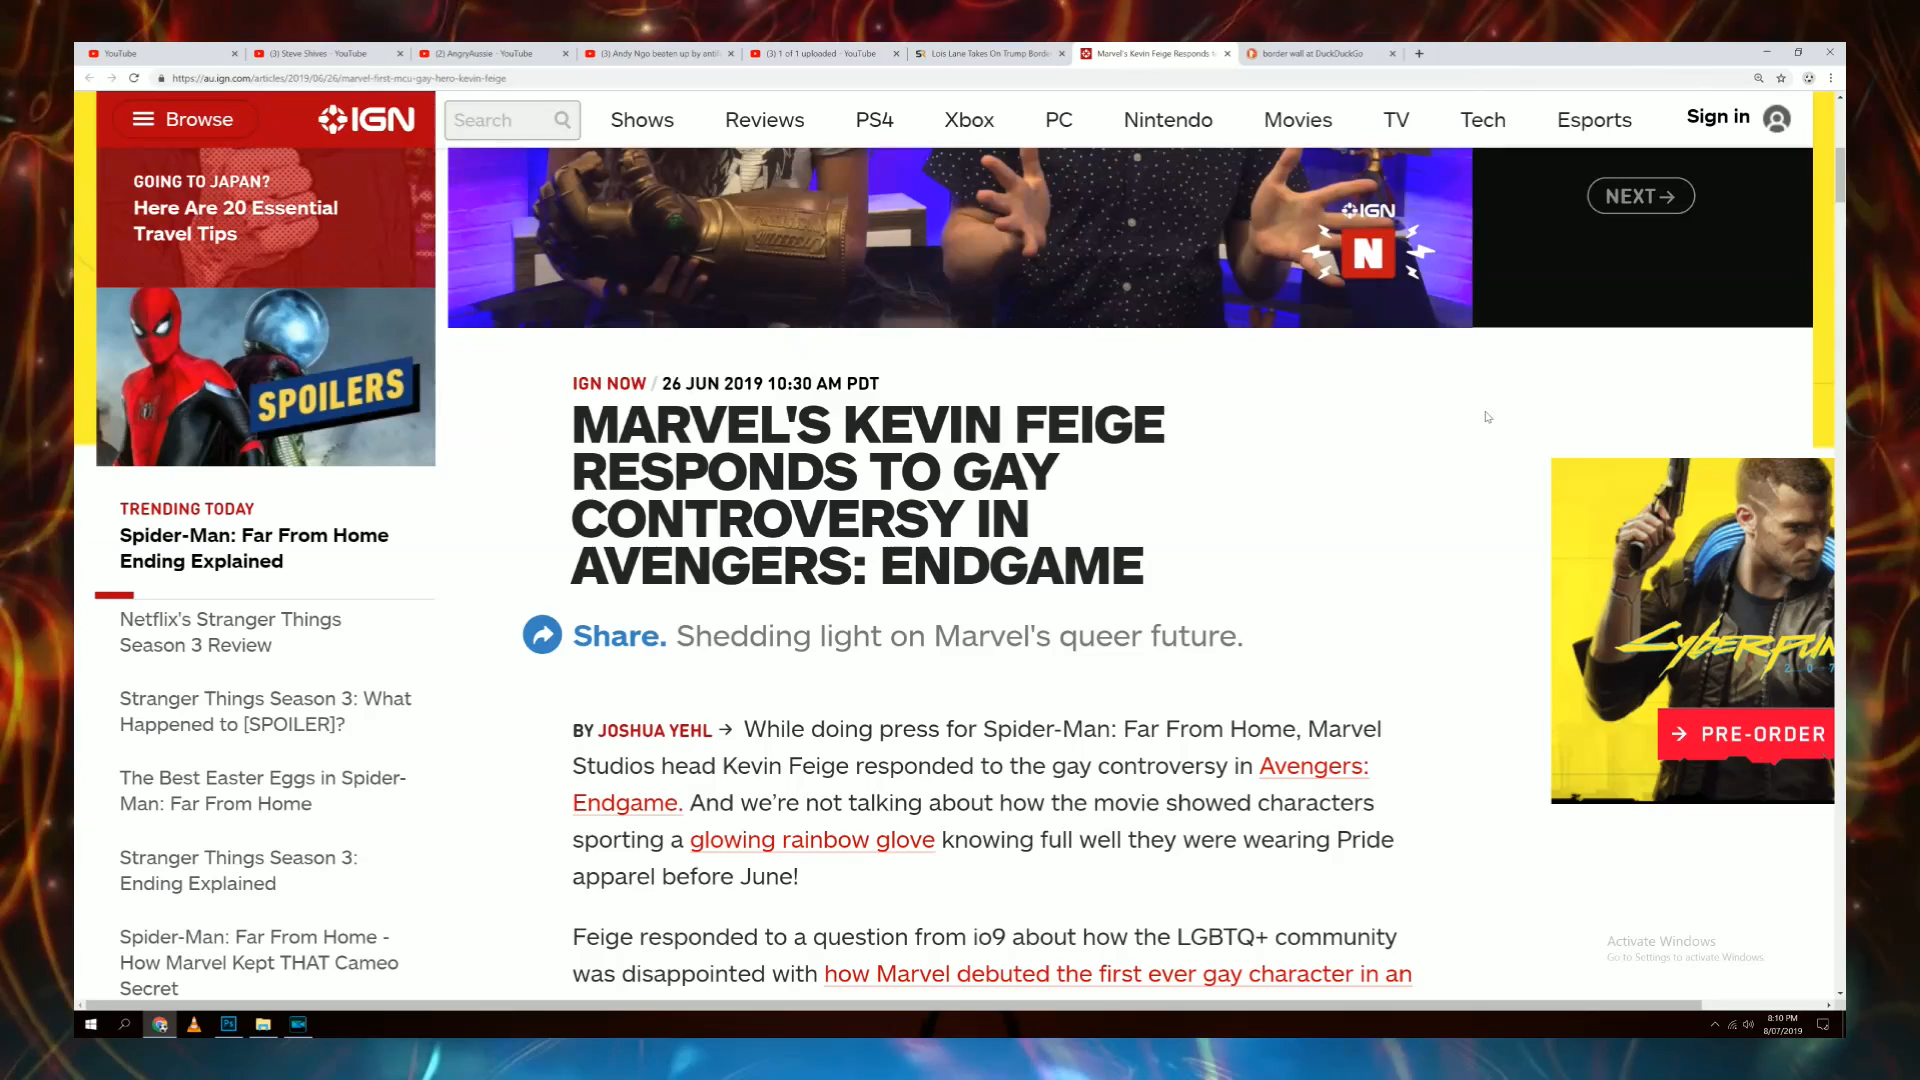 YouTube
(3) Steve Shives - YouTube
(2) AngryAussie - YouTube
(3) Andy Ngo beaten up by antif
(3) 1 of 1 uploaded - YouTube
Lois Lane Takes On Trump Borde
Marvel's Kevin Feige Responds t
border wall at DuckDuckGo
https://au.ign.com/articles/2019/06/26/marvel-first-mcu-gay-hero-kevin-feige
Browse
IGN
Search
Shows
Reviews
PS4
Xbox
PC
Nintendo
Movies
TV
Tech
Esports
Sign in
GOING TO JAPAN?
Here Are 20 Essential
Travel Tips
SPOILERS
TRENDING TODAY
Spider-Man: Far From Home
Ending Explained
Netflix's Stranger Things
Season 3 Review
Stranger Things Season 3: What
Happened to [SPOILER]?
The Best Easter Eggs in Spider-
Man: Far From Home
Stranger Things Season 3:
Ending Explained
Spider-Man: Far From Home -
How Marvel Kept THAT Cameo
Secret
IGN
N
NEXT→
IGN NOW / 26 JUN 2019 10:30 AM PDT
MARVEL'S KEVIN FEIGE
RESPONDS TO GAY
CONTROVERSY IN
AVENGERS: ENDGAME
Share. Shedding light on Marvel's queer future.
BY JOSHUA YEHL → While doing press for Spider-Man: Far From Home, Marvel
Studios head Kevin Feige responded to the gay controversy in Avengers:
Endgame. And we're not talking about how the movie showed characters
sporting a glowing rainbow glove knowing full well they were wearing Pride
apparel before June!
Feige responded to a question from io9 about how the LGBTQ+ community
was disappointed with how Marvel debuted the first ever gay character in an
CYBERPUN
207
→ PRE-ORDER
Activate Windows
Go to Settings to activate Windows.
Ps
8:10 PM
8/07/2019